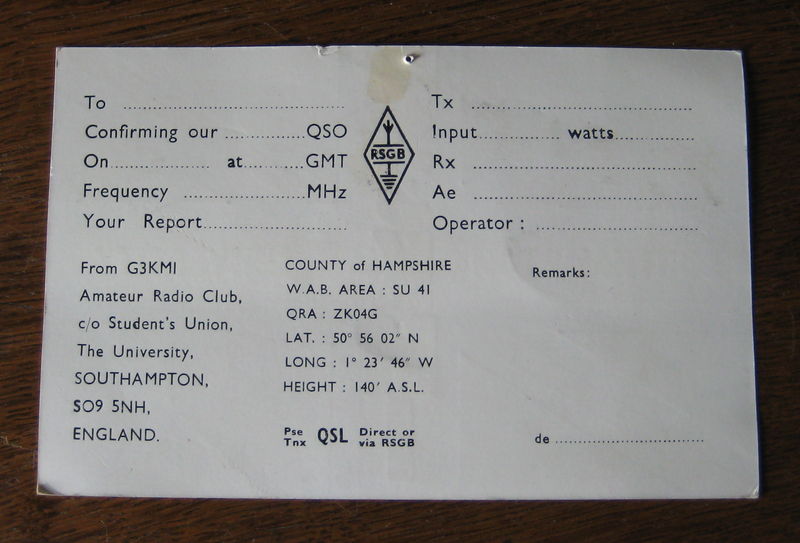 To ........................................
Confirming our ..............QSO
On.................. at...........GMT
Frequency ......................MHz
Your Report..........................
RSGB
Tx ........................................
Input............... watts...............
Rx ........................................
Ae ........................................
Operator : .............................
From G3KMI
Amateur Radio Club,
c/o Student's Union,
The University,
SOUTHAMPTON,
SO9 5NH,
ENGLAND.
COUNTY of HAMPSHIRE
W.A.B. AREA : SU 41
QRA : ZK04G
LAT. : 50° 56 02" N
LONG : 1° 23′ 46" W
HEIGHT : 140′ A.S.L.
Pse Tnx QSL Direct or via RSGB
Remarks:
de .................................